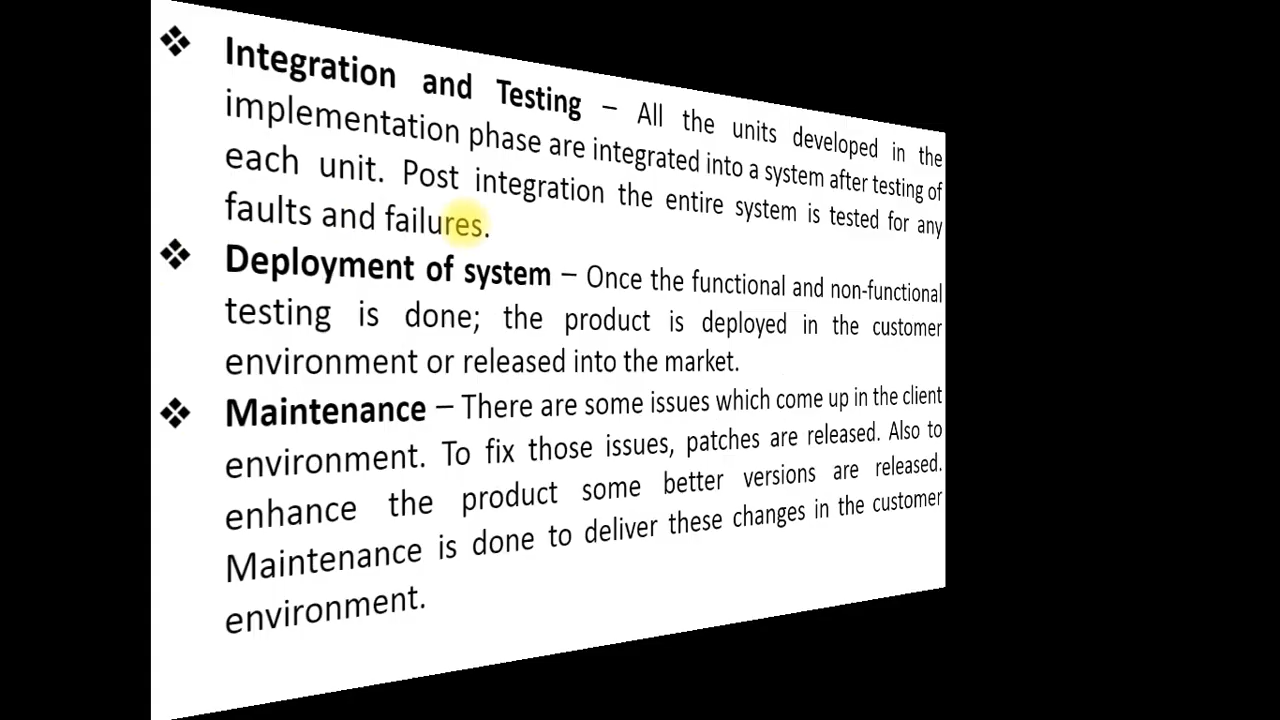 ❖ Integration and Testing – All the units developed in the
implementation phase are integrated into a system after testing of
each unit. Post integration the entire system is tested for any
faults and failures.
❖ Deployment of system – Once the functional and non-functional
testing is done; the product is deployed in the customer
environment or released into the market.
❖ Maintenance – There are some issues which come up in the client
environment. To fix those issues, patches are released. Also to
enhance the product some better versions are released.
Maintenance is done to deliver these changes in the customer
environment.